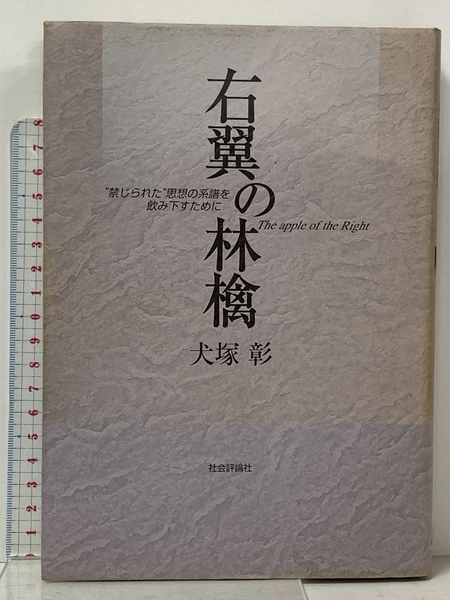 右翼の林檎
"禁じられた"思想の系譜を
飲み下すために
The apple of the Right
犬塚 彰
社会評論社